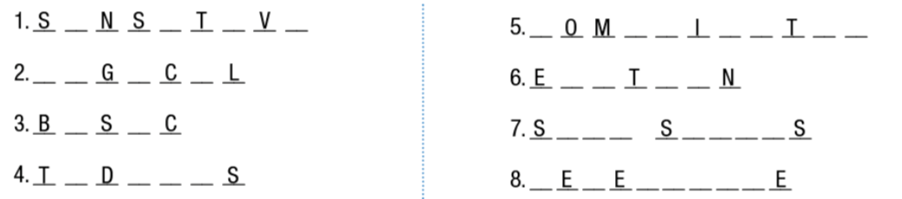 1. S _ N S _ T _ V _
2. _ _ G _ C _ L
3. B _ S _ C
4. T _ D _ _ _ S
5. _ O M _ _ I _ _ T _ _
6. E _ _ T _ _ N
7. S _ _ _ S _ _ _ _ S
8. _ E _ E _ _ _ _ _ E